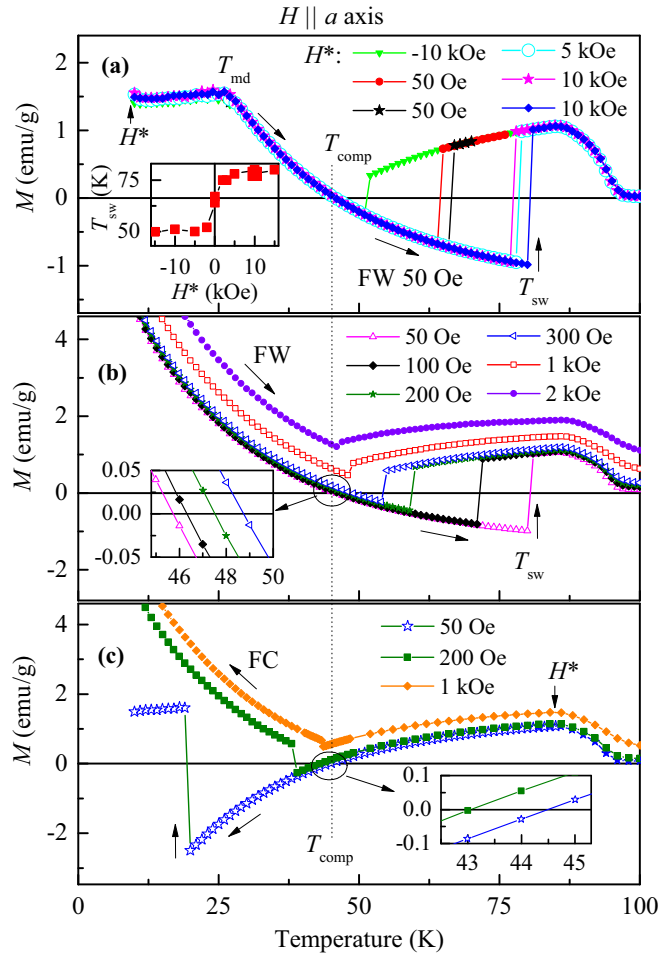 H || a axis
(a)
T_md
H*:
-10 kOe
50 Oe
50 Oe
5 kOe
10 kOe
10 kOe
H*
T_comp
FW 50 Oe
T_sw
M (emu/g)
2
1
0
-1
T_sw (K)
75
50
-10
0
10
H* (kOe)
(b)
FW
50 Oe
100 Oe
200 Oe
300 Oe
1 kOe
2 kOe
T_sw
M (emu/g)
4
2
0
-2
0.05
0.00
-0.05
46
48
50
(c)
FC
50 Oe
200 Oe
1 kOe
H*
T_comp
M (emu/g)
4
2
0
-2
0.1
0.0
-0.1
43
44
45
0
25
50
75
100
Temperature (K)